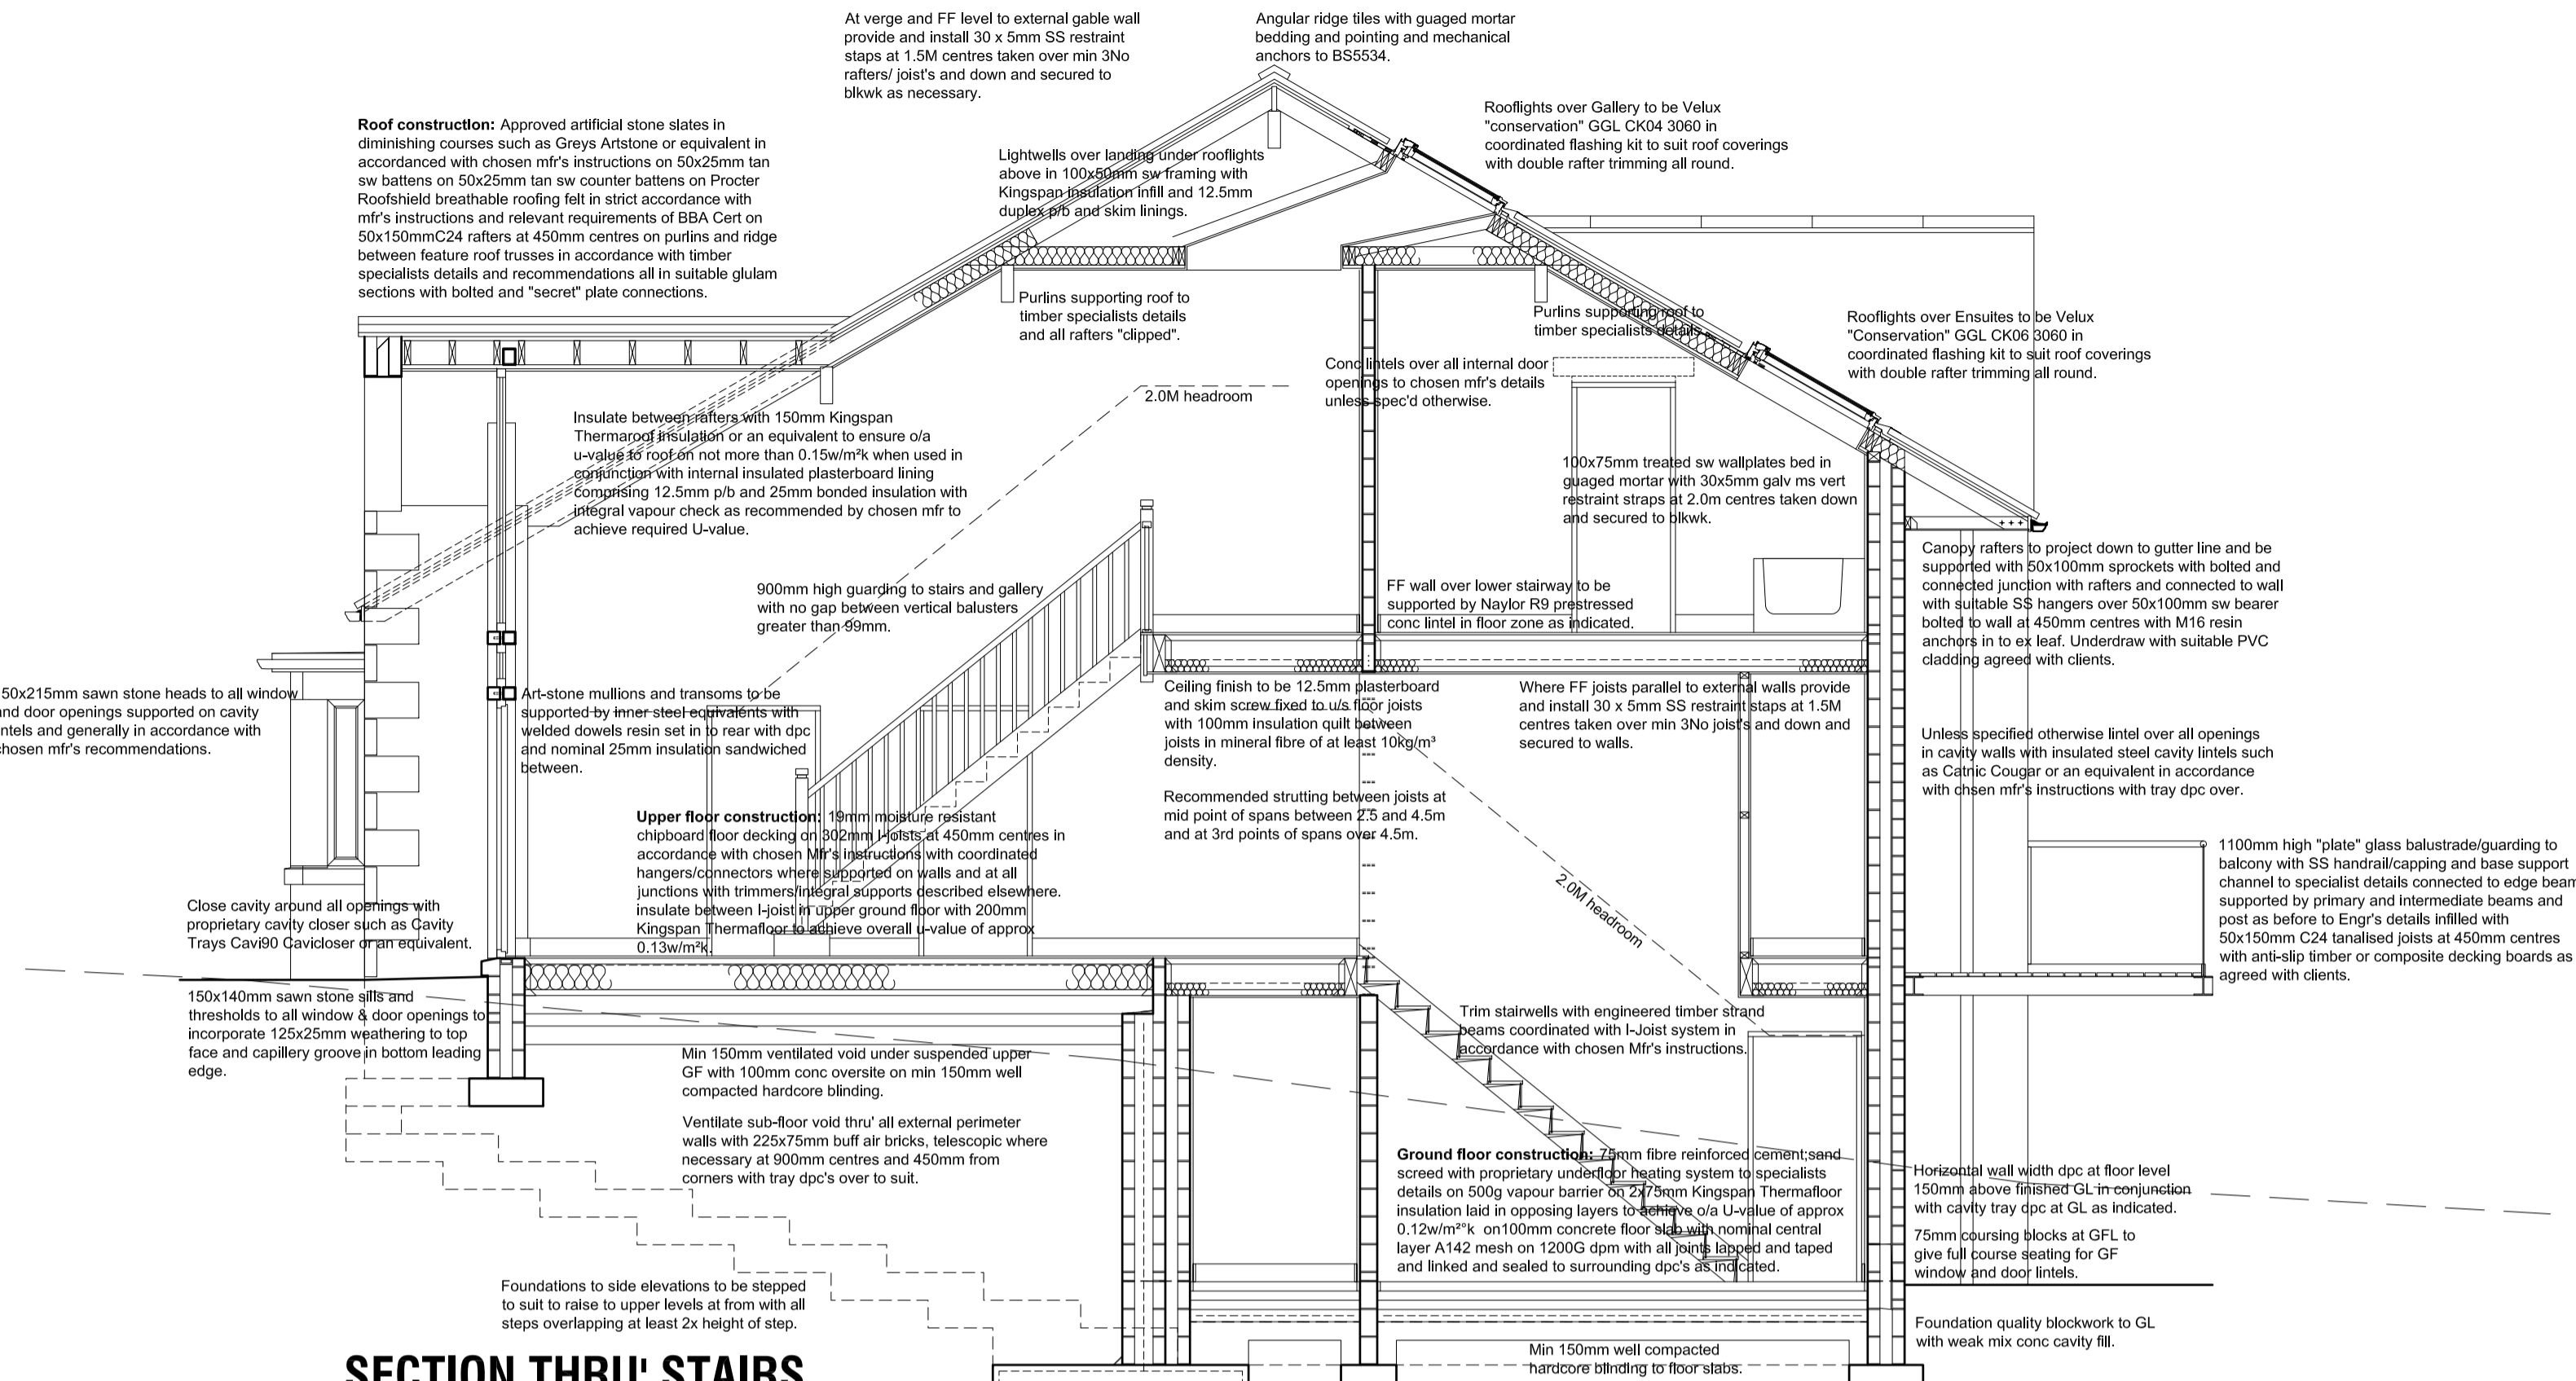 At verge and FF level to external gable wall
provide and install 30 x 5mm SS restraint
staps at 1.5M centres taken over min 3No
rafters/ joist's and down and secured to
blkwk as necessary.
Angular ridge tiles with guaged mortar
bedding and pointing and mechanical
anchors to BS5534.
Rooflights over Gallery to be Velux
"conservation" GGL CK04 3060 in
coordinated flashing kit to suit roof coverings
with double rafter trimming all round.
Roof construction: Approved artificial stone slates in
diminishing courses such as Greys Artstone or equivalent in
accordanced with chosen mfr's instructions on 50x25mm tan
sw battens on 50x25mm tan sw counter battens on Procter
Roofshield breathable roofing felt in strict accordance with
mfr's instructions and relevant requirements of BBA Cert on
50x150mmC24 rafters at 450mm centres on purlins and ridge
between feature roof trusses in accordance with timber
specialists details and recommendations all in suitable glulam
sections with bolted and "secret" plate connections.
Lightwells over landing under rooflights
above in 100x50mm sw framing with
Kingspan insulation infill and 12.5mm
duplex p/b and skim linings.
Purlins supporting roof to
timber specialists details
and all rafters "clipped".
Purlins supporting roof to
timber specialists details.
Rooflights over Ensuites to be Velux
"Conservation" GGL CK06 3060 in
coordinated flashing kit to suit roof coverings
with double rafter trimming all round.
Conc lintels over all internal door
openings to chosen mfr's details
unless spec'd otherwise.
2.0M headroom
Insulate between rafters with 150mm Kingspan
Thermaroof insulation or an equivalent to ensure o/a
u-value to roof on not more than 0.15w/m²k when used in
conjunction with internal insulated plasterboard lining
comprising 12.5mm p/b and 25mm bonded insulation with
integral vapour check as recommended by chosen mfr to
achieve required U-value.
100x75mm treated sw wallplates bed in
guaged mortar with 30x5mm galv ms vert
restraint straps at 2.0m centres taken down
and secured to blkwk.
Canopy rafters to project down to gutter line and be
supported with 50x100mm sprockets with bolted and
connected junction with rafters and connected to wall
with suitable SS hangers over 50x100mm sw bearer
bolted to wall at 450mm centres with M16 resin
anchors in to ex leaf. Underdraw with suitable PVC
cladding agreed with clients.
900mm high guarding to stairs and gallery
with no gap between vertical balusters
greater than 99mm.
FF wall over lower stairway to be
supported by Naylor R9 prestressed
conc lintel in floor zone as indicated.
50x215mm sawn stone heads to all window
nd door openings supported on cavity
ntels and generally in accordance with
hosen mfr's recommendations.
Art-stone mullions and transoms to be
supported by inner steel equivalents with
welded dowels resin set in to rear with dpc
and nominal 25mm insulation sandwiched
between.
Ceiling finish to be 12.5mm plasterboard
and skim screw fixed to u/s floor joists
with 100mm insulation quilt between
joists in mineral fibre of at least 10kg/m³
density.
Recommended strutting between joists at
mid point of spans between 2.5 and 4.5m
and at 3rd points of spans over 4.5m.
Where FF joists parallel to external walls provide
and install 30 x 5mm SS restraint staps at 1.5M
centres taken over min 3No joist's and down and
secured to walls.
Unless specified otherwise lintel over all openings
in cavity walls with insulated steel cavity lintels such
as Catnic Cougar or an equivalent in accordance
with chsen mfr's instructions with tray dpc over.
Upper floor construction: 19mm moisture resistant
chipboard floor decking on 302mm I-joists at 450mm centres in
accordance with chosen Mfr's instructions with coordinated
hangers/connectors where supported on walls and at all
junctions with trimmers/integral supports described elsewhere.
insulate between I-joist in upper ground floor with 200mm
Kingspan Thermafloor to achieve overall u-value of approx
0.13w/m²k.
1100mm high "plate" glass balustrade/guarding to
balcony with SS handrail/capping and base support
channel to specialist details connected to edge beam
supported by primary and intermediate beams and
post as before to Engr's details infilled with
50x150mm C24 tanalised joists at 450mm centres
with anti-slip timber or composite decking boards as
agreed with clients.
2.0M headroom
Close cavity around all openings with
proprietary cavity closer such as Cavity
Trays Cavi90 Cavicloser or an equivalent.
150x140mm sawn stone sills and
thresholds to all window & door openings to
incorporate 125x25mm weathering to top
face and capillery groove in bottom leading
edge.
Trim stairwells with engineered timber strand
beams coordinated with I-Joist system in
accordance with chosen Mfr's instructions.
Min 150mm ventilated void under suspended upper
GF with 100mm conc oversite on min 150mm well
compacted hardcore blinding.
Ventilate sub-floor void thru' all external perimeter
walls with 225x75mm buff air bricks, telescopic where
necessary at 900mm centres and 450mm from
corners with tray dpc's over to suit.
Ground floor construction: 75mm fibre reinforced cement;sand
screed with proprietary underfloor heating system to specialists
details on 500g vapour barrier on 2x75mm Kingspan Thermafloor
insulation laid in opposing layers to achieve o/a U-value of approx
0.12w/m²°k on100mm concrete floor slab with nominal central
layer A142 mesh on 1200G dpm with all joints lapped and taped
and linked and sealed to surrounding dpc's as indicated.
Horizontal wall width dpc at floor level
150mm above finished GL in conjunction
with cavity tray dpc at GL as indicated.
75mm coursing blocks at GFL to
give full course seating for GF
window and door lintels.
Foundations to side elevations to be stepped
to suit to raise to upper levels at from with all
steps overlapping at least 2x height of step.
Foundation quality blockwork to GL
with weak mix conc cavity fill.
Min 150mm well compacted
hardcore blinding to floor slabs.
SECTION THRU' STAIRS